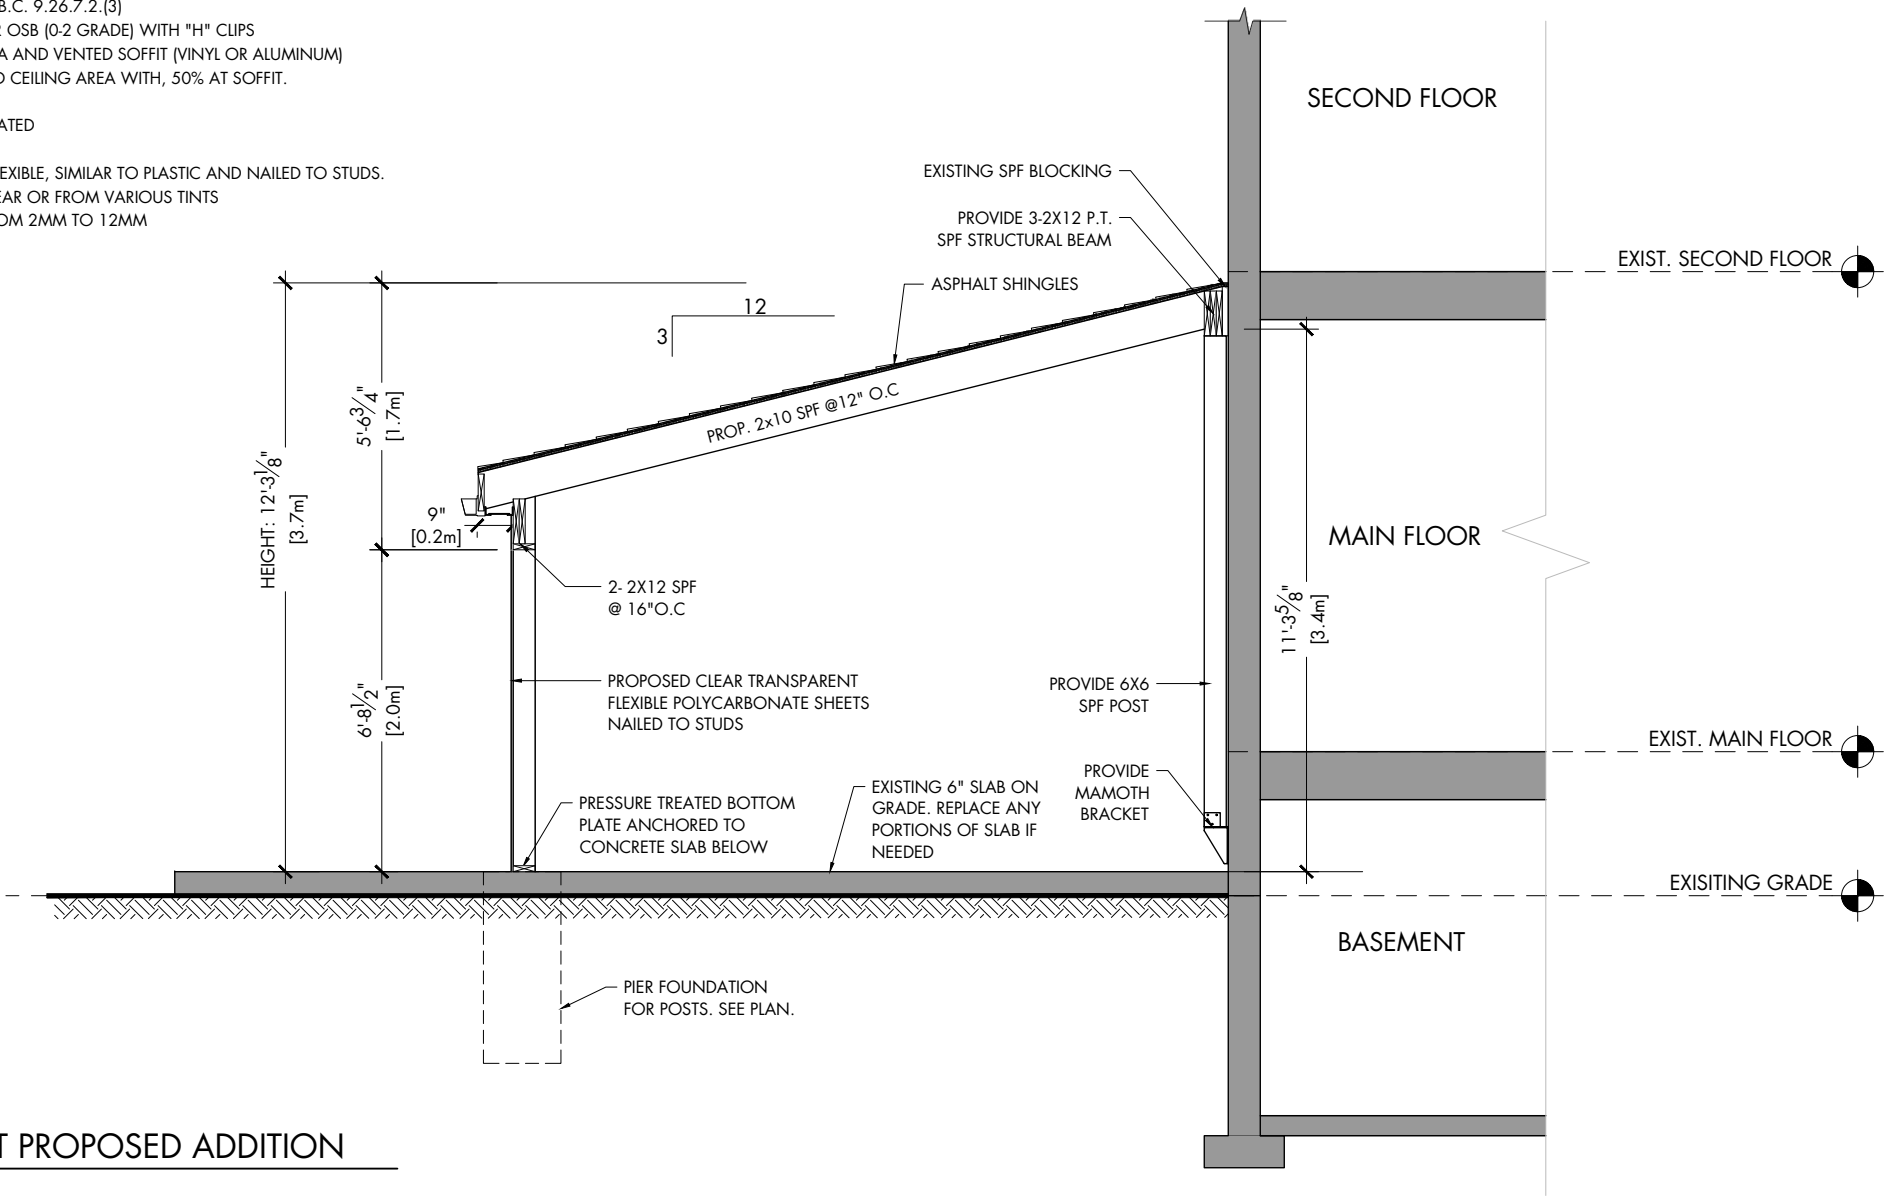 B.C. 9.26.7.2.(3)
OSB (0-2 GRADE) WITH "H" CLIPS
AND VENTED SOFFIT (VINYL OR ALUMINUM)
CEILING AREA WITH, 50% AT SOFFIT.
EXIBLE, SIMILAR TO PLASTIC AND NAILED TO STUDS.
EAR OR FROM VARIOUS TINTS
OM 2MM TO 12MM
SECOND FLOOR
EXISTING SPF BLOCKING
PROVIDE 3-2X12 P.T.
SPF STRUCTURAL BEAM
ASPHALT SHINGLES
EXIST. SECOND FLOOR
12
3
PROP. 2x10 SPF @12" O.C
5'-6 3/4"
[1.7m]
HEIGHT: 12'-3 1/8"
[3.7m]
9"
[0.2m]
MAIN FLOOR
2- 2X12 SPF
@ 16"O.C
11'-3 5/8"
[3.4m]
6'-8 1/2"
[2.0m]
PROPOSED CLEAR TRANSPARENT
FLEXIBLE POLYCARBONATE SHEETS
NAILED TO STUDS
PROVIDE 6X6
SPF POST
EXIST. MAIN FLOOR
PRESSURE TREATED BOTTOM
PLATE ANCHORED TO
CONCRETE SLAB BELOW
EXISTING 6" SLAB ON
GRADE. REPLACE ANY
PORTIONS OF SLAB IF
NEEDED
PROVIDE
MAMOTH
BRACKET
EXISITING GRADE
BASEMENT
PIER FOUNDATION
FOR POSTS. SEE PLAN.
T PROPOSED ADDITION